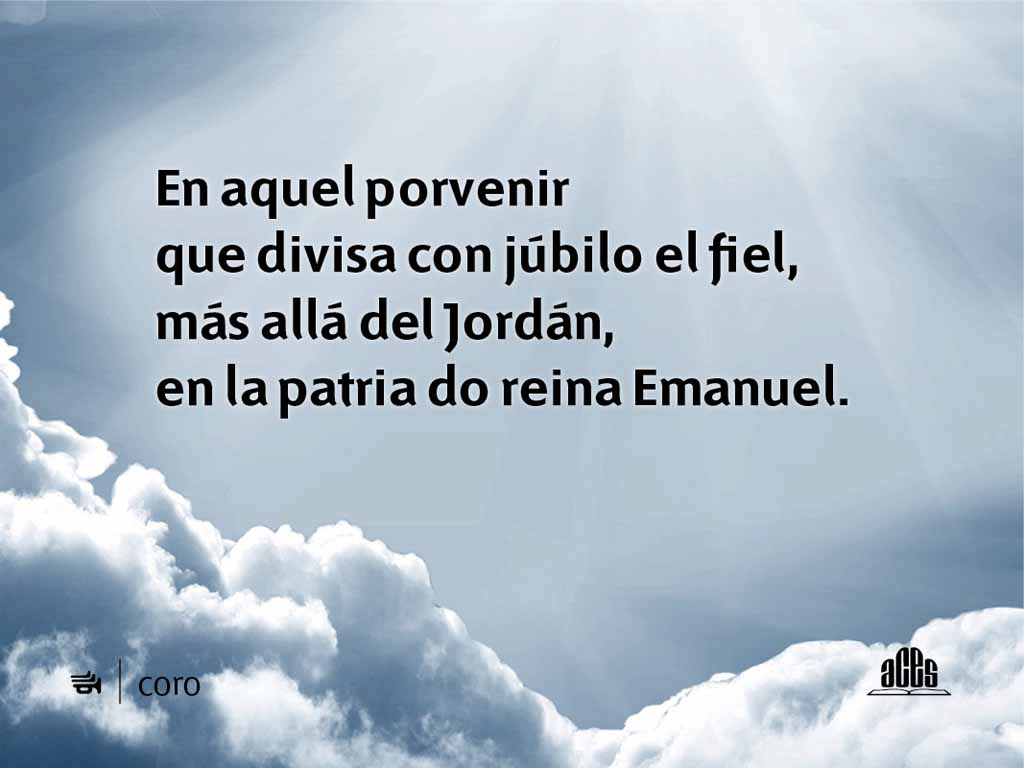 En aquel porvenir
que divisa con júbilo el fiel,
más allá del Jordán,
en la patria do reina Emanuel.
coro
aces